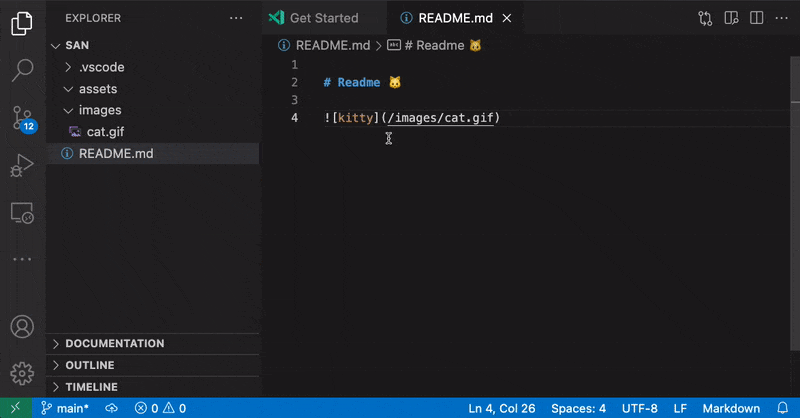 EXPLORER
SAN
.vscode
assets
images
cat.gif
README.md
DOCUMENTATION
OUTLINE
TIMELINE
12
Get Started
README.md
README.md > # Readme 🐱
1
2 # Readme 🐱
3
4 ![kitty](/images/cat.gif)
main* 0 0 Ln 4, Col 26 Spaces: 4 UTF-8 LF Markdown